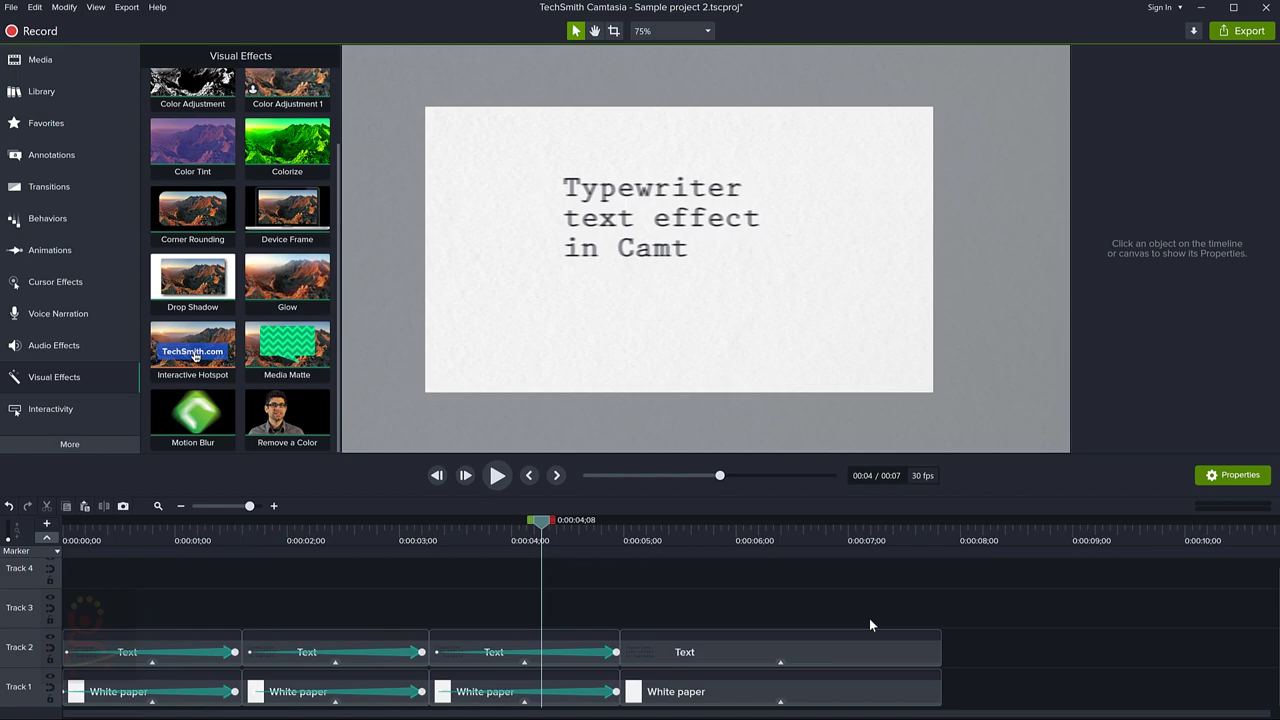 File Edit Modify View Export Help
TechSmith Camtasia - Sample project 2.tscproj*
Sign In
Record
75%
Export
Media
Library
Favorites
Annotations
Transitions
Behaviors
Animations
Cursor Effects
Voice Narration
Audio Effects
Visual Effects
Interactivity
More
Visual Effects
Color Adjustment
Color Adjustment 1
Color Tint
Colorize
Corner Rounding
Device Frame
Drop Shadow
Glow
TechSmith.com
Interactive Hotspot
Media Matte
Motion Blur
Remove a Color
Typewriter
text effect
in Camt
Click an object on the timeline
or canvas to show its Properties.
00:04 / 00:07
30 fps
Properties
0:00:04;08
0:00:00;00 0:00:01;00 0:00:02;00 0:00:03;00 0:00:04;00 0:00:05;00 0:00:06;00 0:00:07;00 0:00:08;00 0:00:09;00 0:00:10;00
Marker
Track 4
Track 3
Track 2
Text Text Text Text
Track 1
White paper White paper White paper White paper